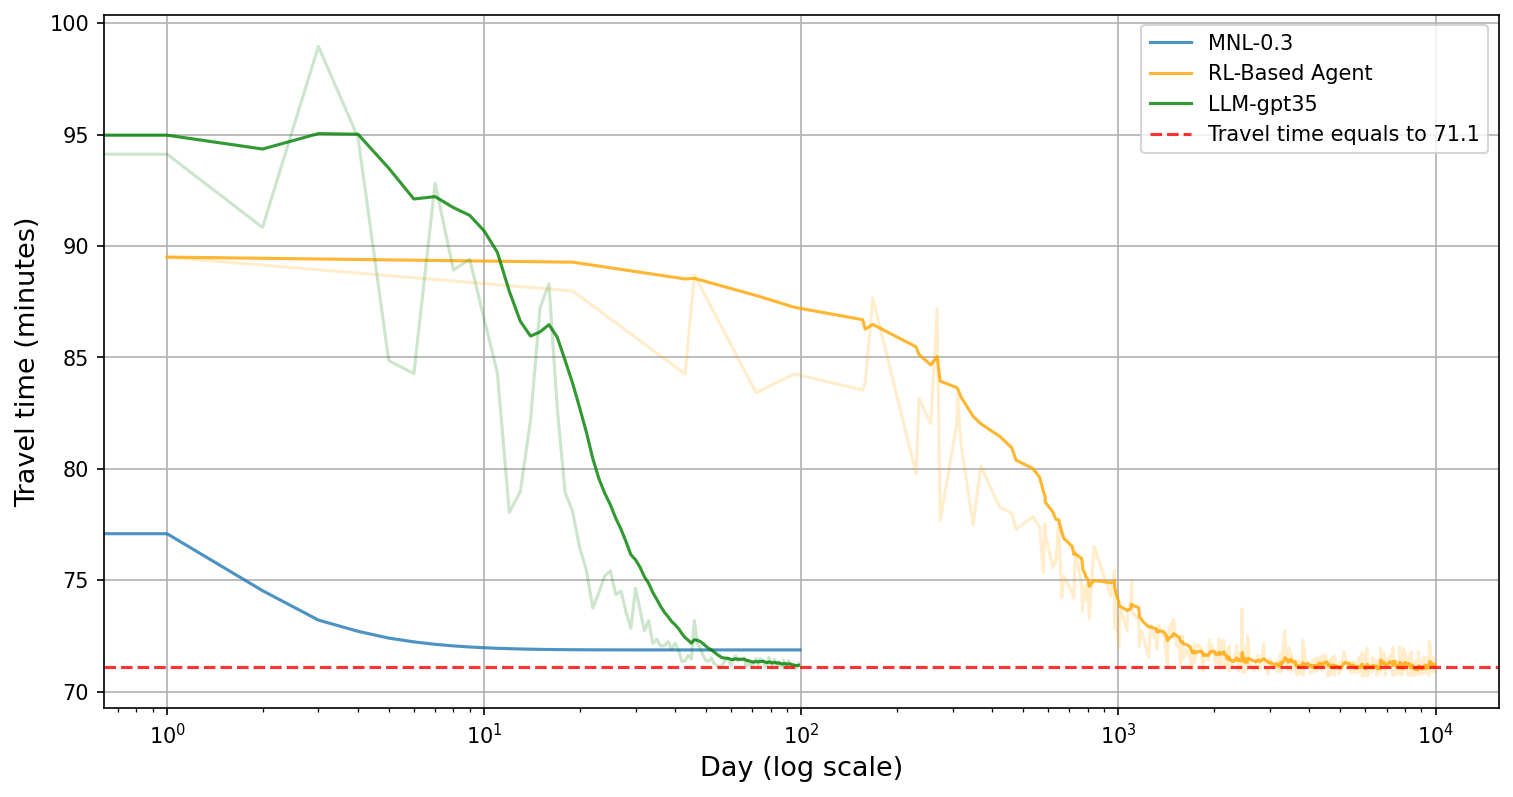 100
95
90
85
80
75
70
Travel time (minutes)
MNL-0.3
RL-Based Agent
LLM-gpt35
Travel time equals to 71.1
10⁰
10¹
10²
10³
10⁴
Day (log scale)